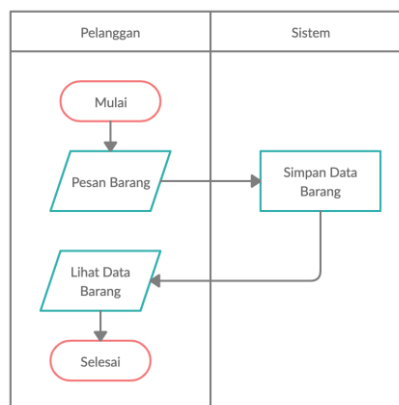 Pelanggan
Sistem
Mulai
Pesan Barang
Simpan Data
Barang
Lihat Data
Barang
Selesai